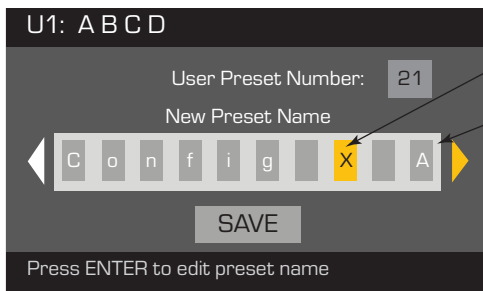 U1: A B C D
User Preset Number: 21
New Preset Name
C o n f i g X A
SAVE
Press ENTER to edit preset name